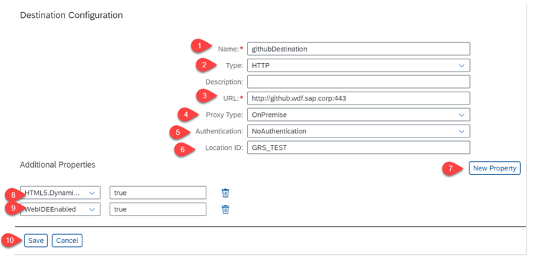 Destination Configuration
1 Name:* githubDestination
2 Type: HTTP
Description:
3 URL:* http://github.wdf.sap.corp:443
4 Proxy Type: OnPremise
5 Authentication: NoAuthentication
6 Location ID: GRS_TEST
Additional Properties
7 New Property
8 HTML5.Dynami... true
9 WebIDEEnabled true
10 Save Cancel